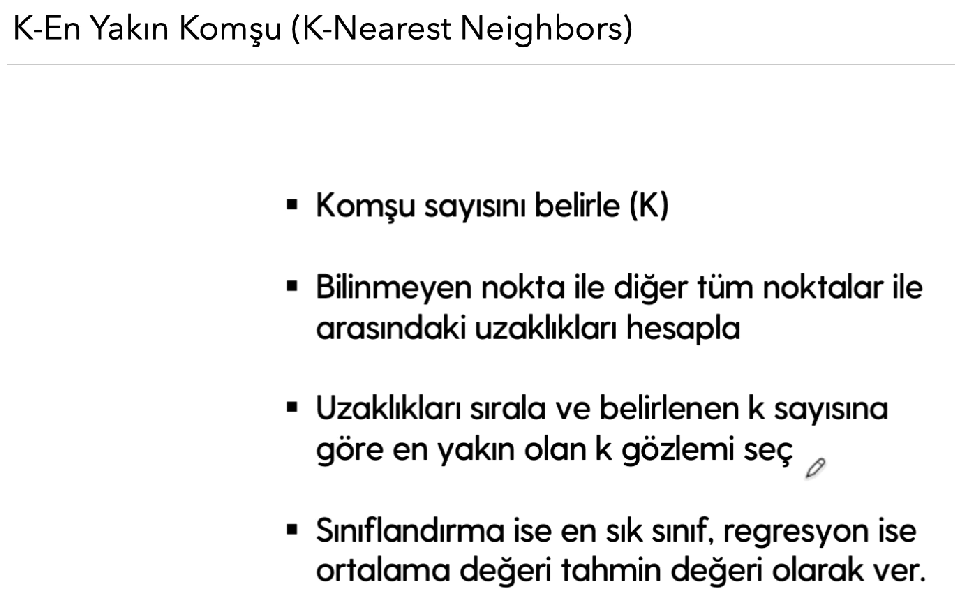 K-En Yakın Komşu (K-Nearest Neighbors)
▪ Komşu sayısını belirle (K)
▪ Bilinmeyen nokta ile diğer tüm noktalar ile
arasındaki uzaklıkları hesapla
▪ Uzaklıkları sırala ve belirlenen k sayısına
göre en yakın olan k gözlemi seç
▪ Sınıflandırma ise en sık sınıf, regresyon ise
ortalama değeri tahmin değeri olarak ver.